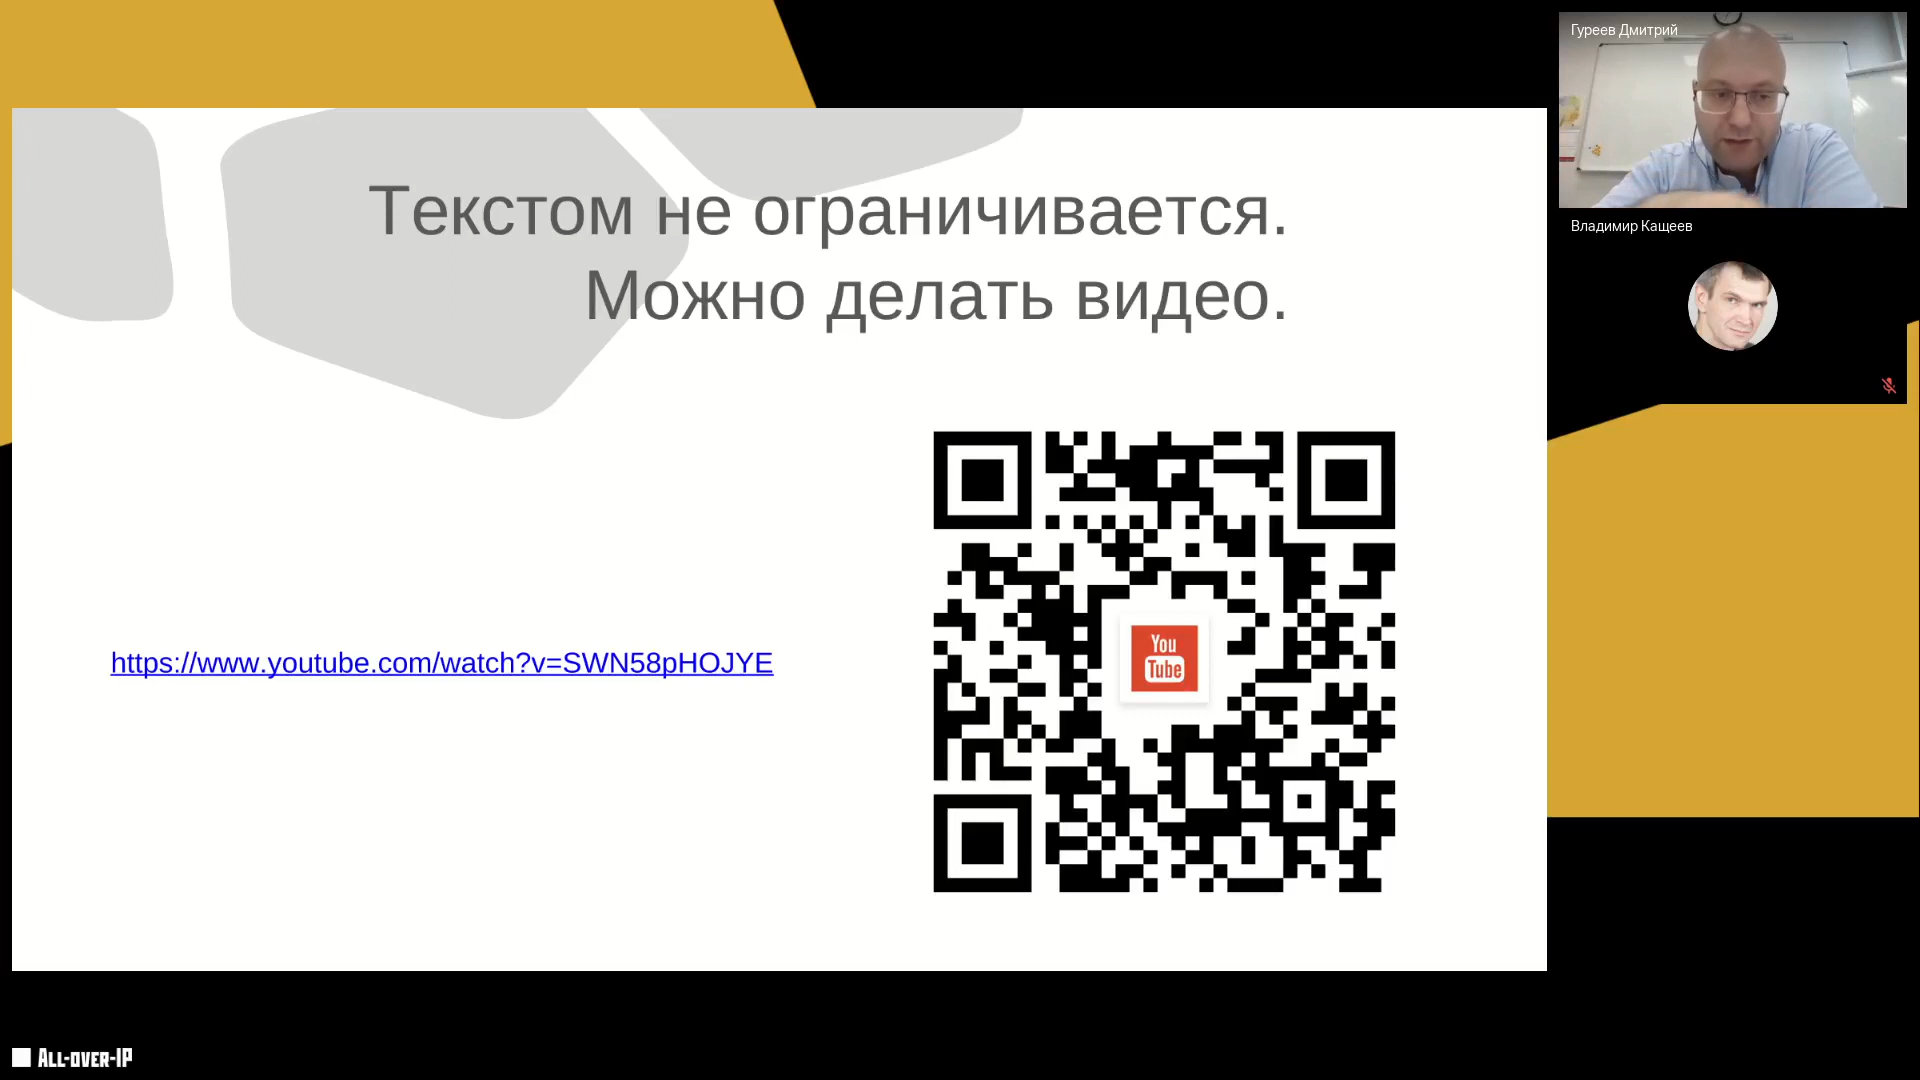 Текстом не ограничивается.
Можно делать видео.
https://www.youtube.com/watch?v=SWN58pHOJYE
You
Tube
Гуреев Дмитрий
Владимир Кащеев
All-over-IP